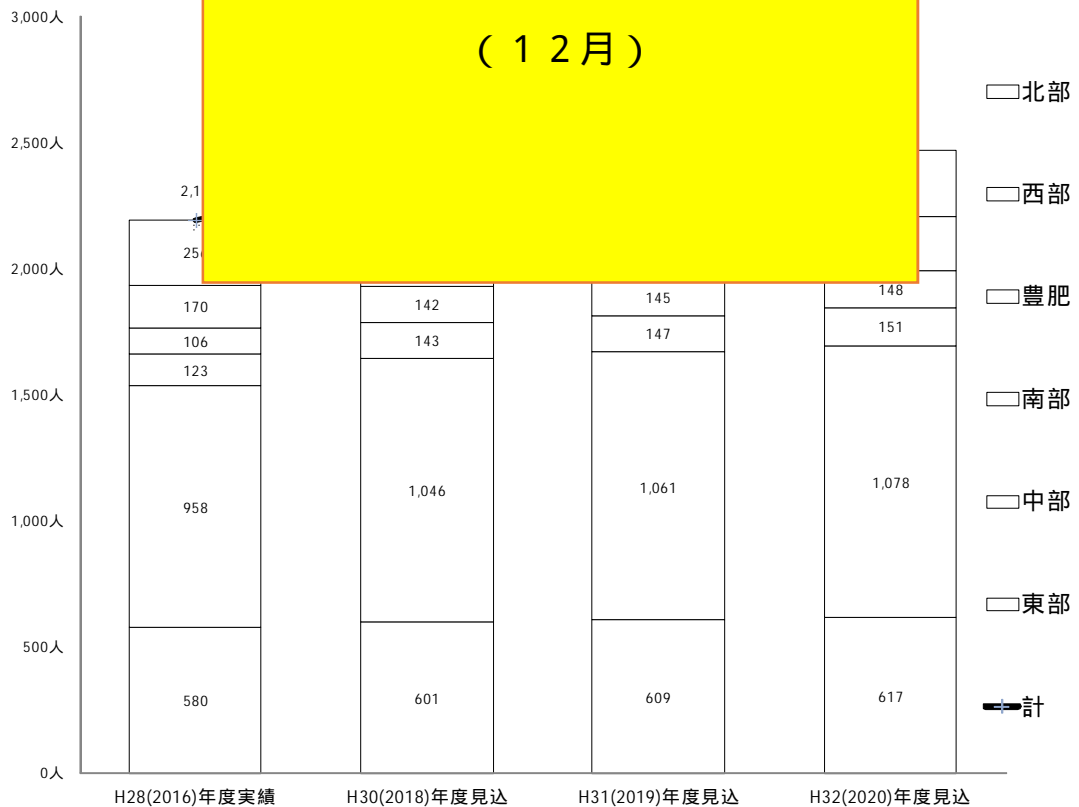 (12月)
3,000人
2,500人
2,000人
1,500人
1,000人
500人
0人
170
106
123
958
580
142
143
1,046
601
145
147
1,061
609
148
151
1,078
617
H28(2016)年度実績
H30(2018)年度見込
H31(2019)年度見込
H32(2020)年度見込
北部
西部
豊肥
南部
中部
東部
計